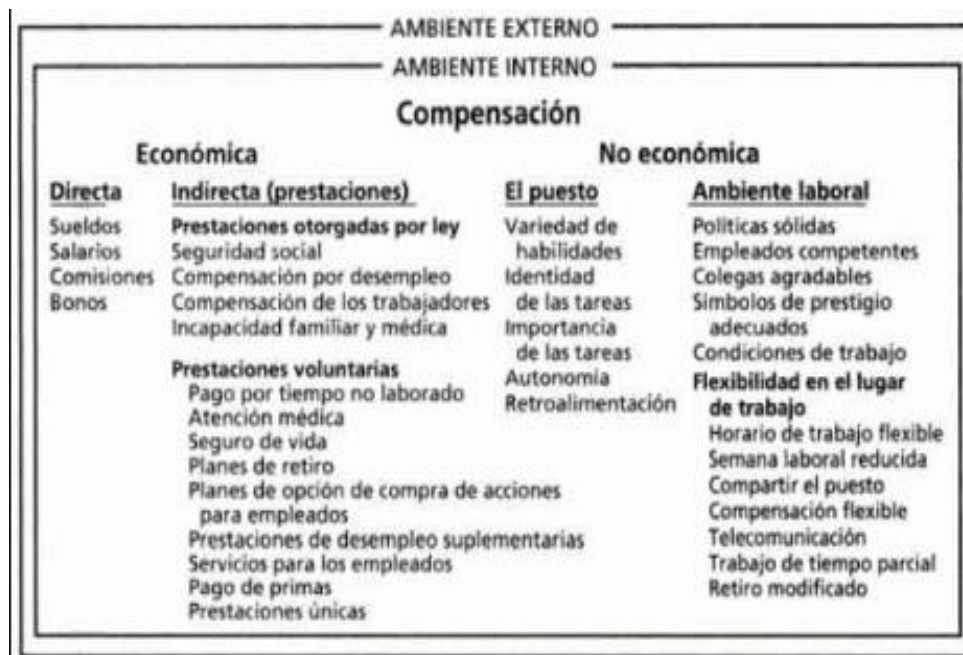 AMBIENTE EXTERNO
AMBIENTE INTERNO
Compensación
Económica
No económica
Directa
Sueldos
Salarios
Comisiones
Bonos
Indirecta (prestaciones)
Prestaciones otorgadas por ley
Seguridad social
Compensación por desempleo
Compensación de los trabajadores
Incapacidad familiar y médica
Prestaciones voluntarias
Pago por tiempo no laborado
Atención médica
Seguro de vida
Planes de retiro
Planes de opción de compra de acciones
para empleados
Prestaciones de desempleo suplementarias
Servicios para los empleados
Pago de primas
Prestaciones únicas
El puesto
Variedad de
habilidades
Identidad
de las tareas
Importancia
de las tareas
Autonomía
Retroalimentación
Ambiente laboral
Políticas sólidas
Empleados competentes
Colegas agradables
Símbolos de prestigio
adecuados
Condiciones de trabajo
Flexibilidad en el lugar
de trabajo
Horario de trabajo flexible
Semana laboral reducida
Compartir el puesto
Compensación flexible
Telecomunicación
Trabajo de tiempo parcial
Retiro modificado